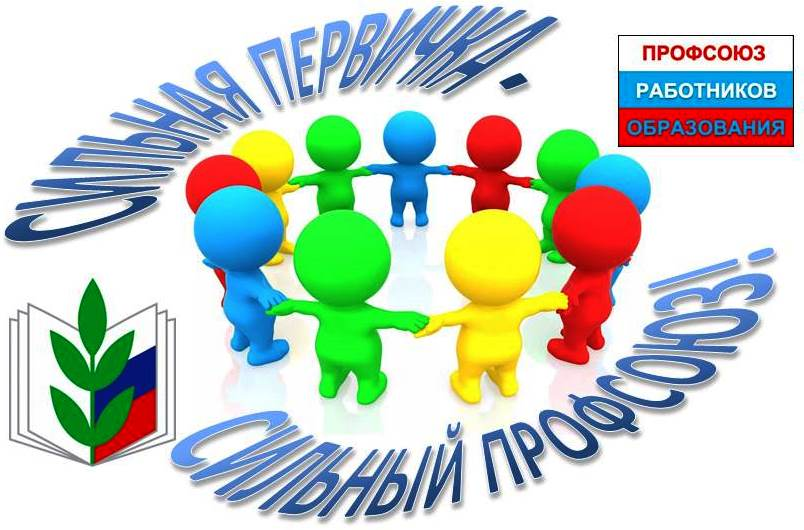 СИЛЬНАЯ ПЕРВИЧКА.
ПРОФСОЮЗ
РАБОТНИКОВ
ОБРАЗОВАНИЯ
СИЛЬНЫЙ ПРОФСОЮЗ!